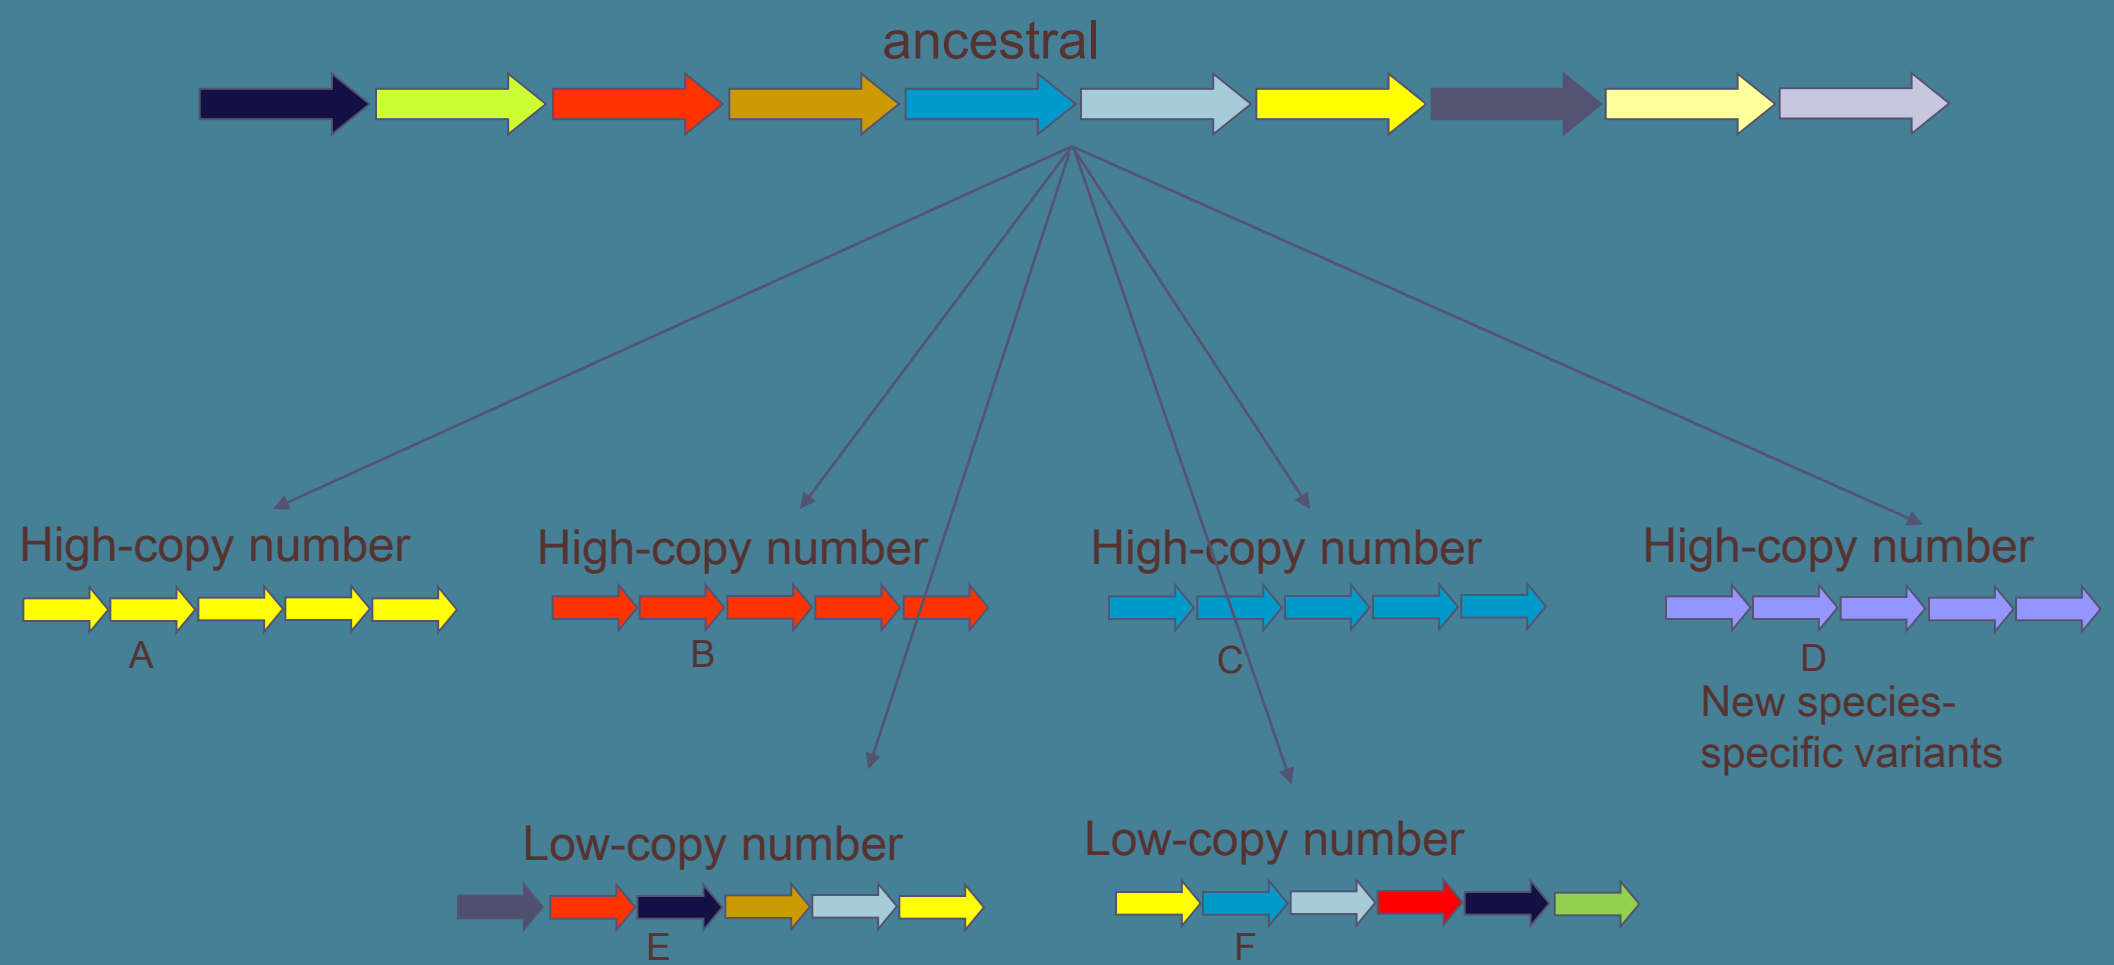 ancestral
High-copy number
High-copy number
High-copy number
High-copy number
A
B
C
D
New species-
specific variants
Low-copy number
Low-copy number
E
F